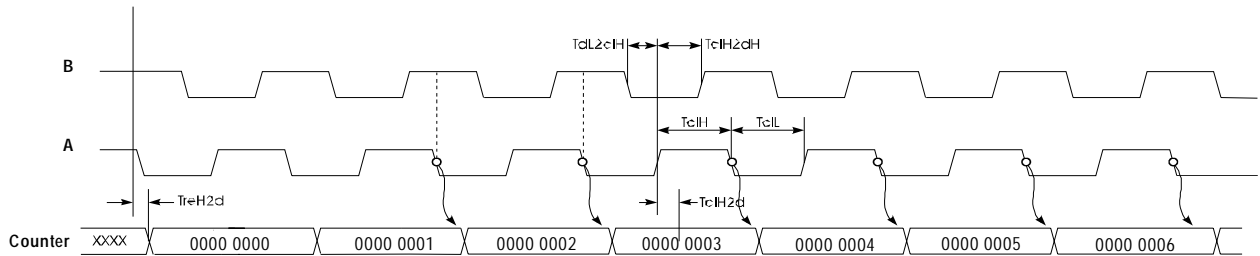 TdL2clH TclH2dH
B
TclH TclL
A
TreH2d TclH2d
Counter XXXX 0000 0000 0000 0001 0000 0002 0000 0003 0000 0004 0000 0005 0000 0006